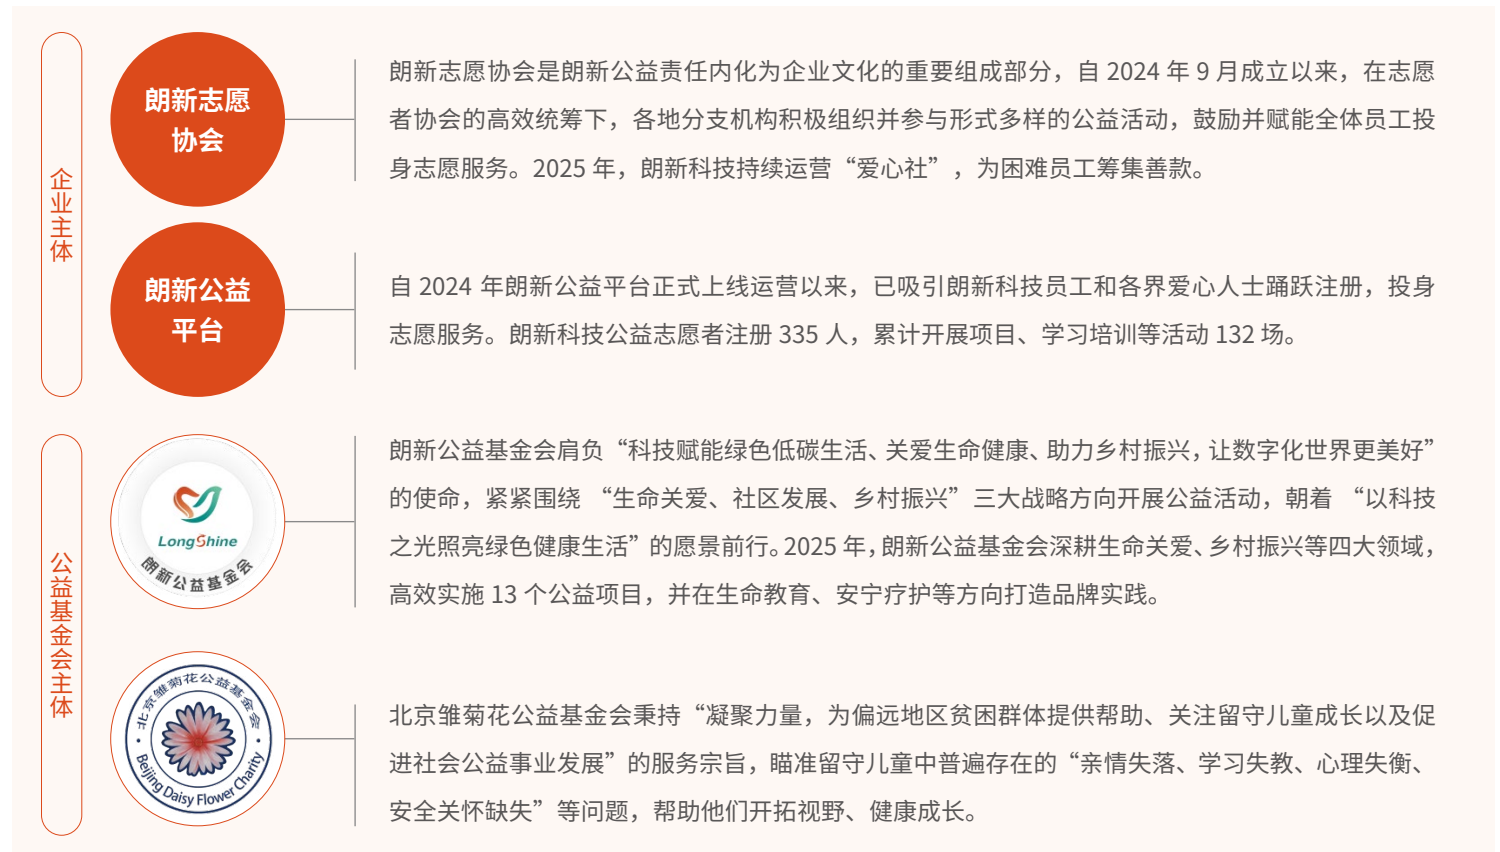 企业主体
朗新志愿
协会
朗新志愿协会是朗新公益责任内化为企业文化的重要组成部分，自 2024 年 9 月成立以来，在志愿
者协会的高效统筹下，各地分支机构积极组织并参与形式多样的公益活动，鼓励并赋能全体员工投
身志愿服务。2025 年，朗新科技持续运营“爱心社”，为困难员工筹集善款。
朗新公益
平台
自 2024 年朗新公益平台正式上线运营以来，已吸引朗新科技员工和各界爱心人士踊跃注册，投身
志愿服务。朗新科技公益志愿者注册 335 人，累计开展项目、学习培训等活动 132 场。
公益基金会主体
LongShine
朗新公益基金会
朗新公益基金会肩负“科技赋能绿色低碳生活、关爱生命健康、助力乡村振兴，让数字化世界更美好”
的使命，紧紧围绕 “生命关爱、社区发展、乡村振兴”三大战略方向开展公益活动，朝着 “以科技
之光照亮绿色健康生活”的愿景前行。2025 年，朗新公益基金会深耕生命关爱、乡村振兴等四大领域，
高效实施 13 个公益项目，并在生命教育、安宁疗护等方向打造品牌实践。
北京雏菊花公益基金会
Beijing Daisy Flower Charity
北京雏菊花公益基金会秉持“凝聚力量，为偏远地区贫困群体提供帮助、关注留守儿童成长以及促
进社会公益事业发展”的服务宗旨，瞄准留守儿童中普遍存在的“亲情失落、学习失教、心理失衡、
安全关怀缺失”等问题，帮助他们开拓视野、健康成长。